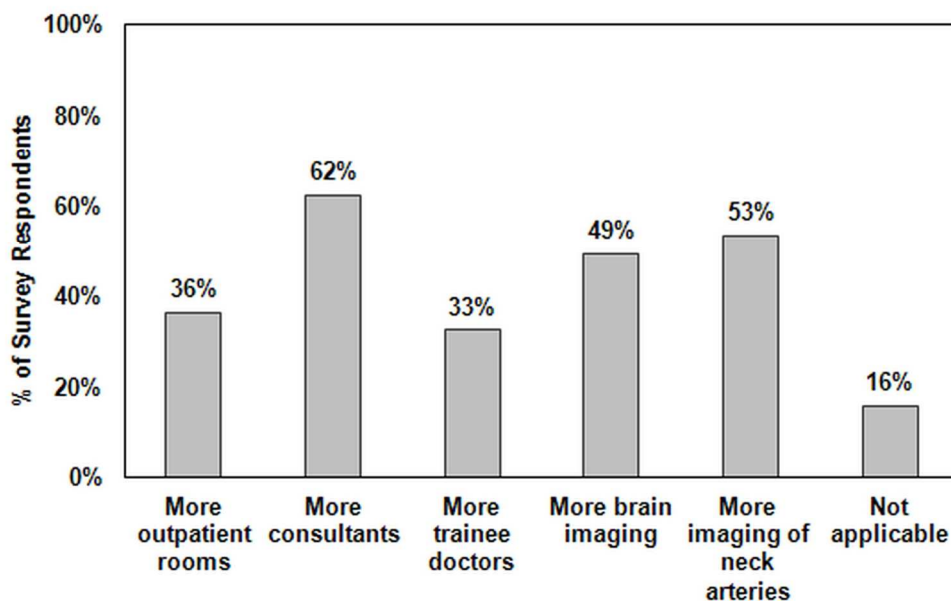 % of Survey Respondents
100%
80%
60%
40%
20%
0%
36%
62%
33%
49%
53%
16%
More
outpatient
rooms
More
consultants
More
trainee
doctors
More brain
imaging
More
imaging of
neck
arteries
Not
applicable